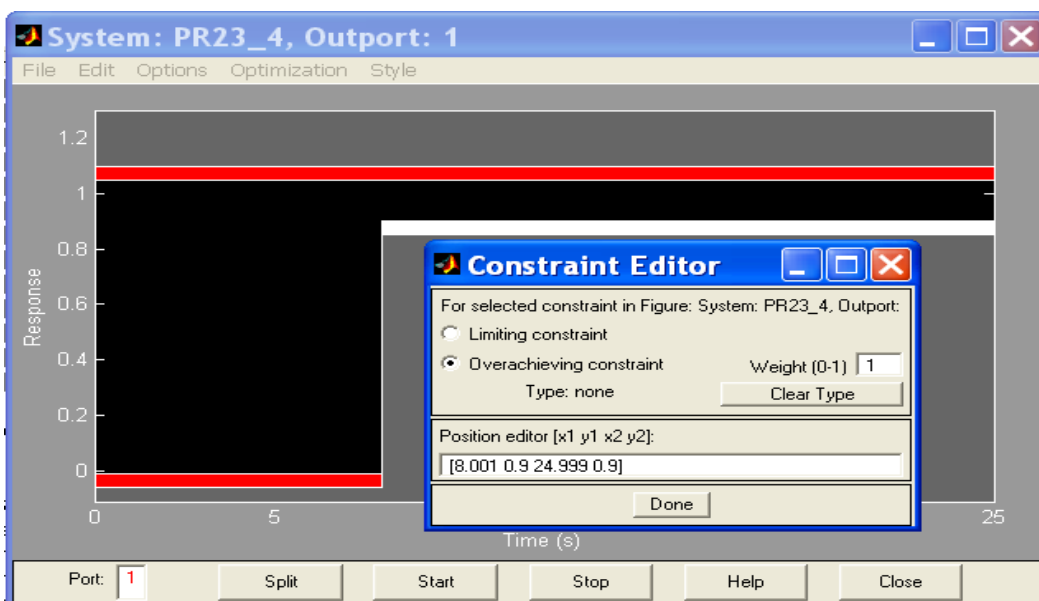 System: PR23_4, Outport: 1
File Edit Options Optimization Style
1.2
1
0.8
0.6
0.4
0.2
0
Response
Constraint Editor
For selected constraint in Figure: System: PR23_4, Outport:
Limiting constraint
Overachieving constraint
Weight (0-1) 1
Type: none
Clear Type
Position editor [x1 y1 x2 y2]:
[8.001 0.9 24.999 0.9]
Done
0 5 25
Time (s)
Port: 1 Split Start Stop Help Close